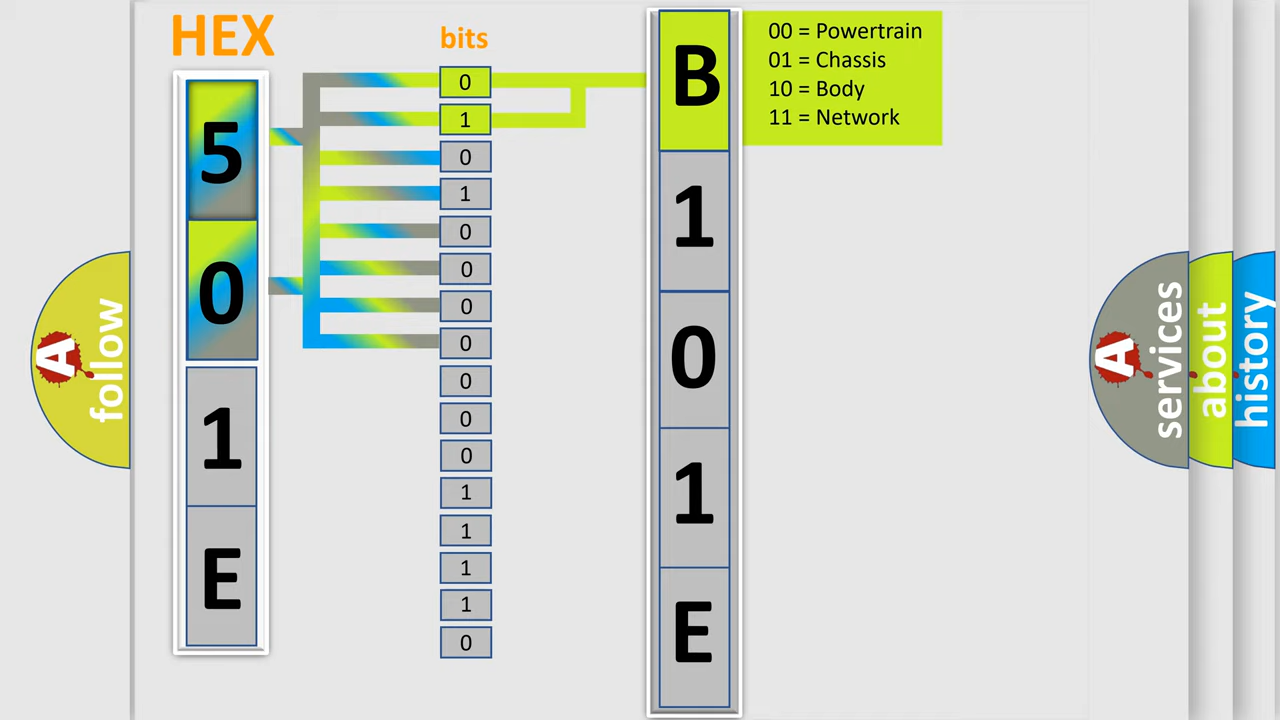 HEX
bits
5
0
1
E
0
1
0
1
0
0
0
0
0
0
0
1
1
1
1
0
B
1
0
1
E
00 = Powertrain
01 = Chassis
10 = Body
11 = Network
A
follow
A
services
about
history